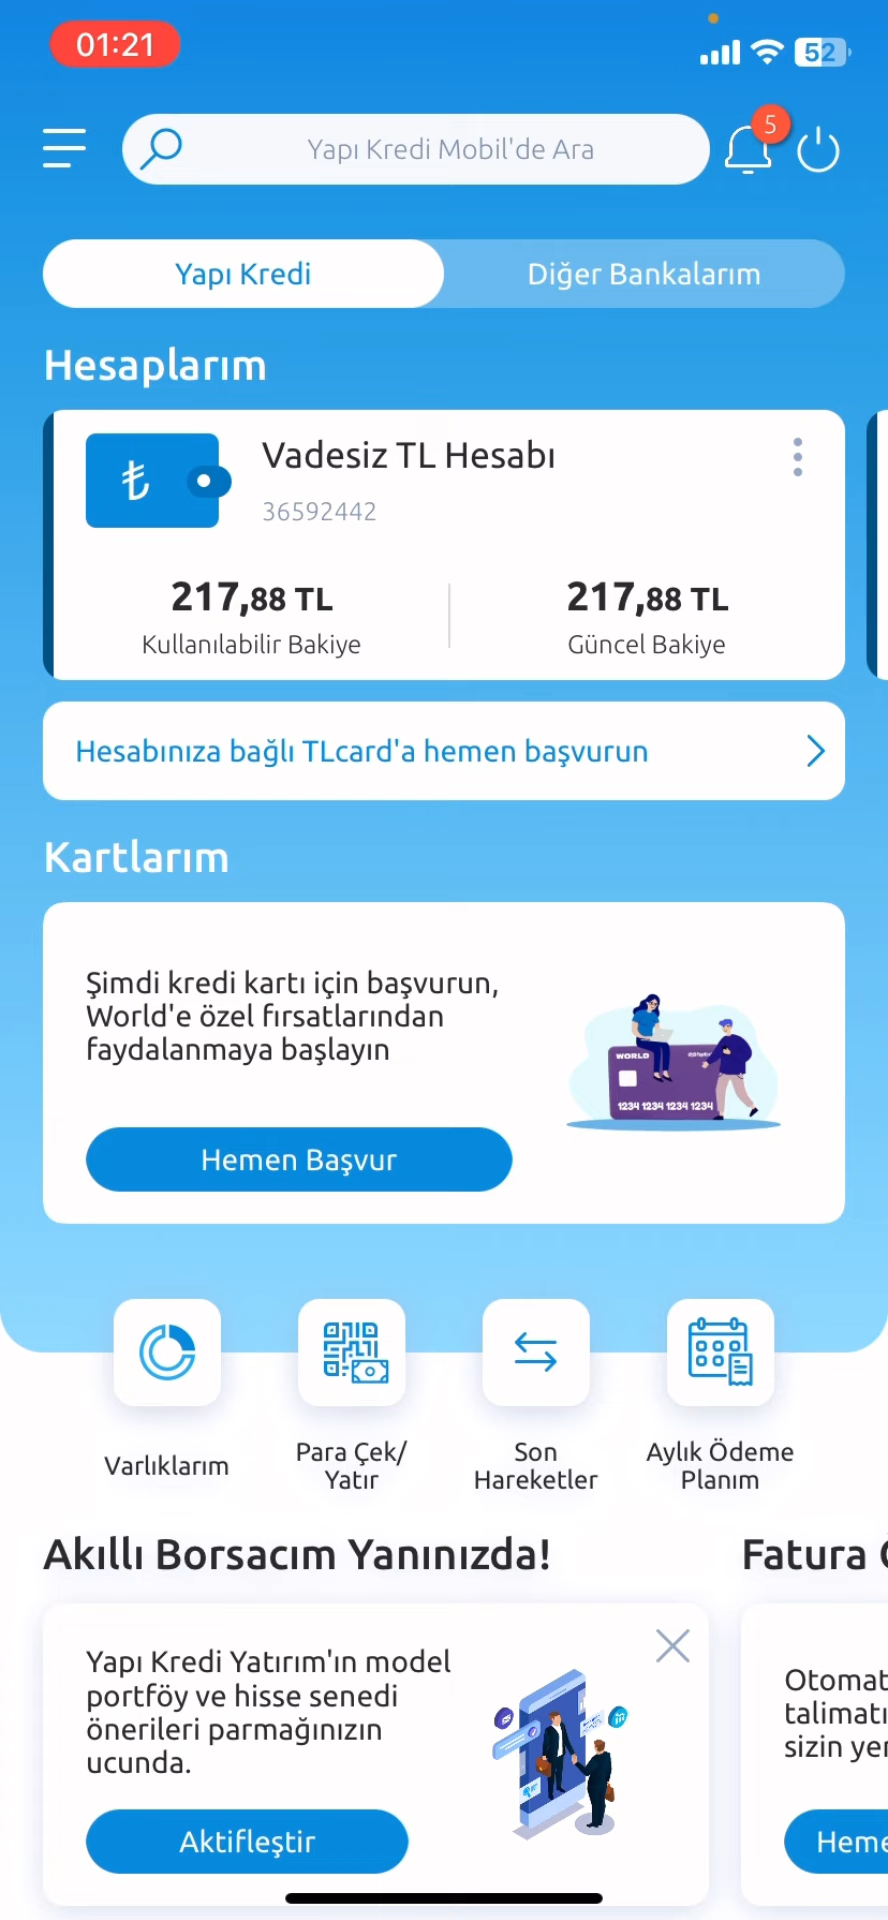 01:21
52
Yapı Kredi Mobil'de Ara
5
Yapı Kredi
Diğer Bankalarım
Hesaplarım
₺
Vadesiz TL Hesabı
36592442
217,88 TL
217,88 TL
Kullanılabilir Bakiye
Güncel Bakiye
Hesabınıza bağlı TLcard'a hemen başvurun
Kartlarım
Şimdi kredi kartı için başvurun,
World'e özel fırsatlarından
faydalanmaya başlayın
WORLD
1234 1234 1234 1234
Hemen Başvur
Varlıklarım
Para Çek/
Yatır
Son
Hareketler
Aylık Ödeme
Planım
Akıllı Borsacım Yanınızda!
Fatura
Yapı Kredi Yatırım'ın model
portföy ve hisse senedi
önerileri parmağınızın
ucunda.
in
Aktifleştir
Otomat
talimatı
sizin yer
Heme